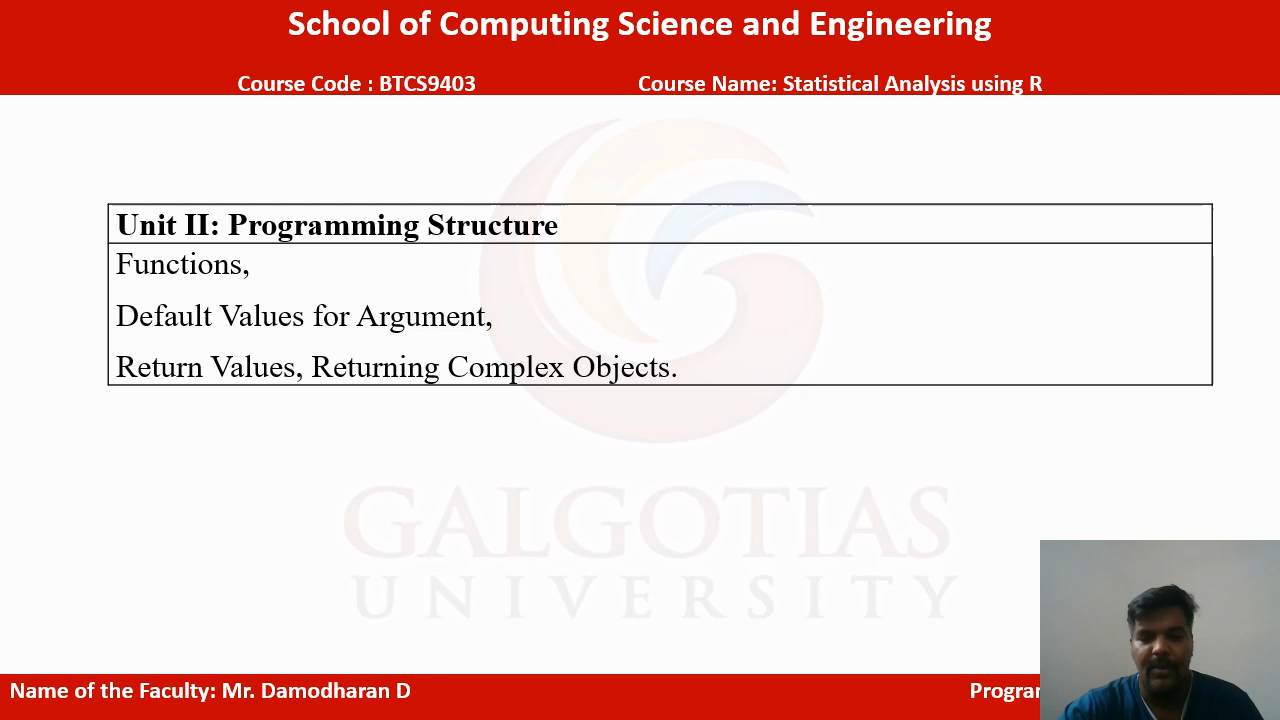 School of Computing Science and Engineering
Course Code : BTCS9403 Course Name: Statistical Analysis using R
Unit II: Programming Structure
Functions,
Default Values for Argument,
Return Values, Returning Complex Objects.
GALGOTIAS
UNIVERSITY
Name of the Faculty: Mr. Damodharan D